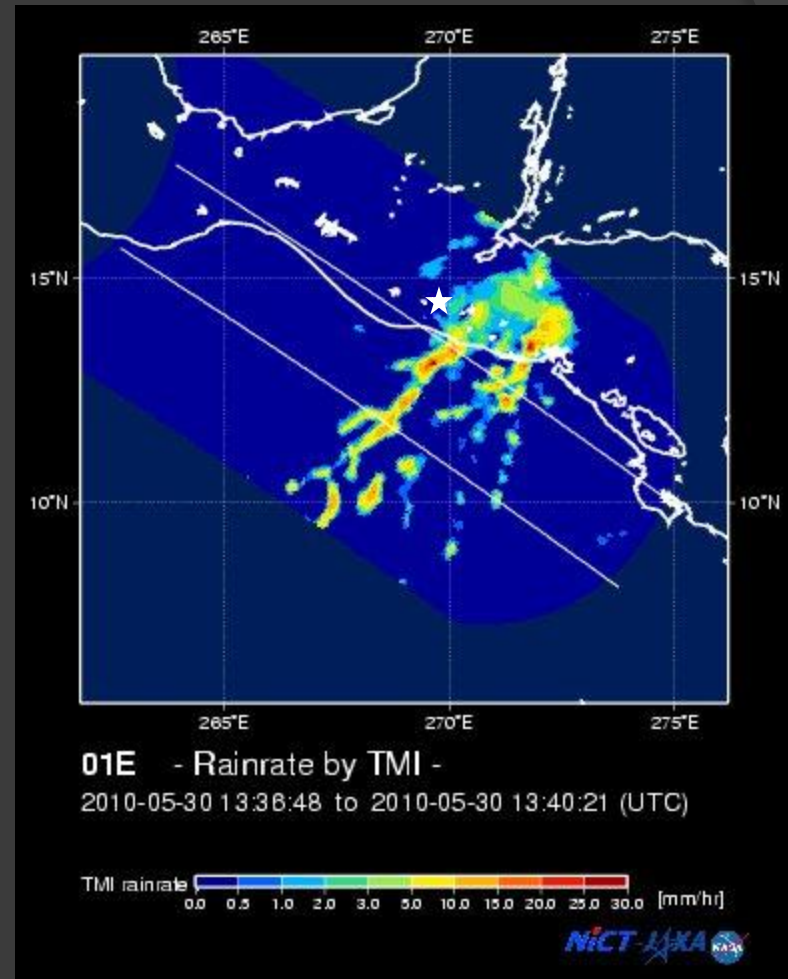 265°E 270°E 275°E
15°N 15°N
10°N 10°N
265°E 270°E 275°E
01E - Rainrate by TMI -
2010-05-30 13:36:48 to 2010-05-30 13:40:21 (UTC)
TMI rainrate
0.0 0.5 1.0 2.0 3.0 5.0 10.0 15.0 20.0 25.0 30.0 [mm/hr]
NiCT-JAXA NASA